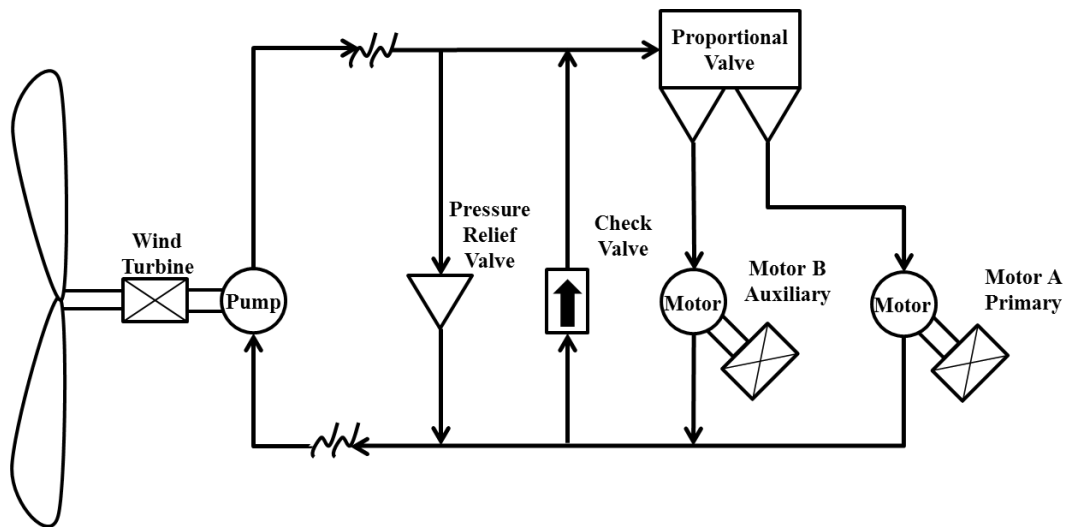 Proportional
Valve
Pressure
Relief
Valve
Check
Valve
Wind
Turbine
Motor B
Auxiliary
Motor A
Primary
Pump
Motor
Motor